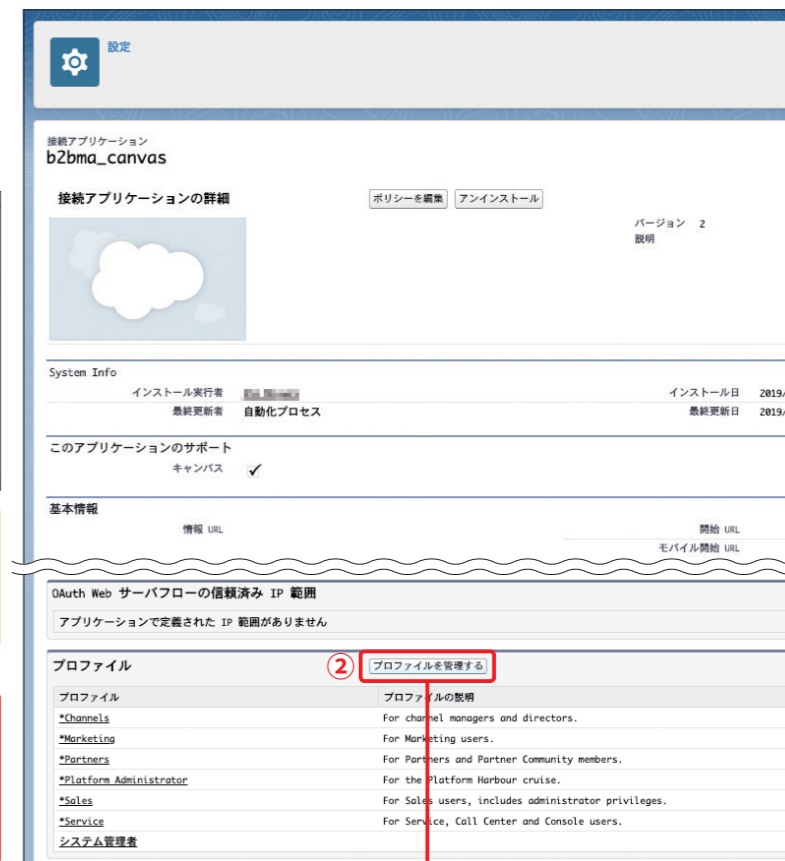 設定
接続アプリケーション
b2bma_canvas
接続アプリケーションの詳細 ポリシーを編集 アンインストール
バージョン 2
説明
System Info
インストール実行者 インストール日 2019/
最終更新者 自動化プロセス 最終更新日 2019/
このアプリケーションのサポート
キャンバス ✓
基本情報
情報 URL 開始 URL
モバイル開始 URL
OAuth Web サーバフローの信頼済み IP 範囲
アプリケーションで定義された IP 範囲がありません
プロファイル ② プロファイルを管理する
プロファイル プロファイルの説明
*Channels For channel managers and directors.
*Marketing For Marketing users.
*Partners For Partners and Partner Community members.
*Platform Administrator For the Platform Harbour cruise.
*Sales For Sales users, includes administrator privileges.
*Service For Service, Call Center and Console users.
システム管理者